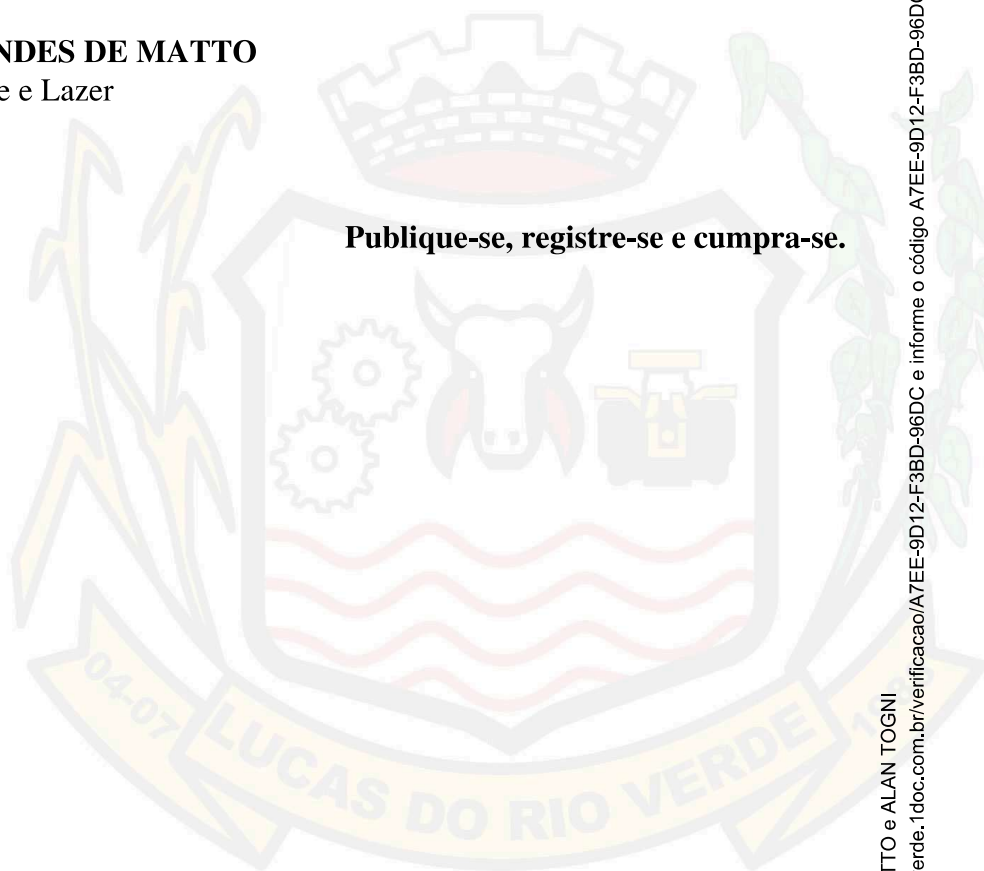 NDES DE MATTO
e e Lazer
Publique-se, registre-se e cumpra-se.
04-07
LUCAS DO RIO VERDE
TTO e ALAN TOGNI
erde.1doc.com.br/verificacao/A7EE-9D12-F3BD-96DC e informe o código A7EE-9D12-F3BD-96DC